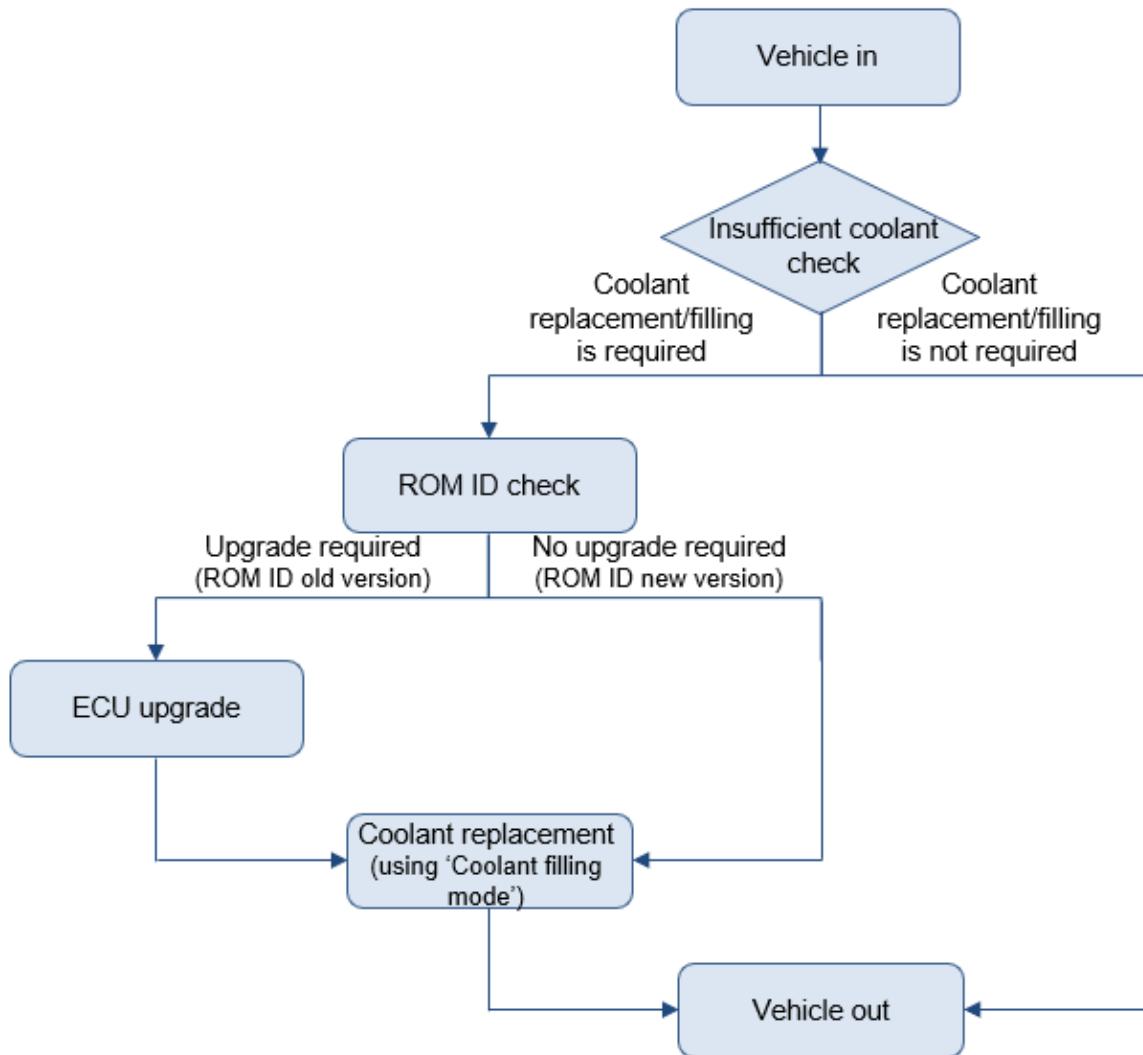 Vehicle in
Insufficient coolant
check
Coolant
replacement/filling
is required
Coolant
replacement/filling
is not required
ROM ID check
Upgrade required
(ROM ID old version)
No upgrade required
(ROM ID new version)
ECU upgrade
Coolant replacement
(using ‘Coolant filling
mode’)
Vehicle out